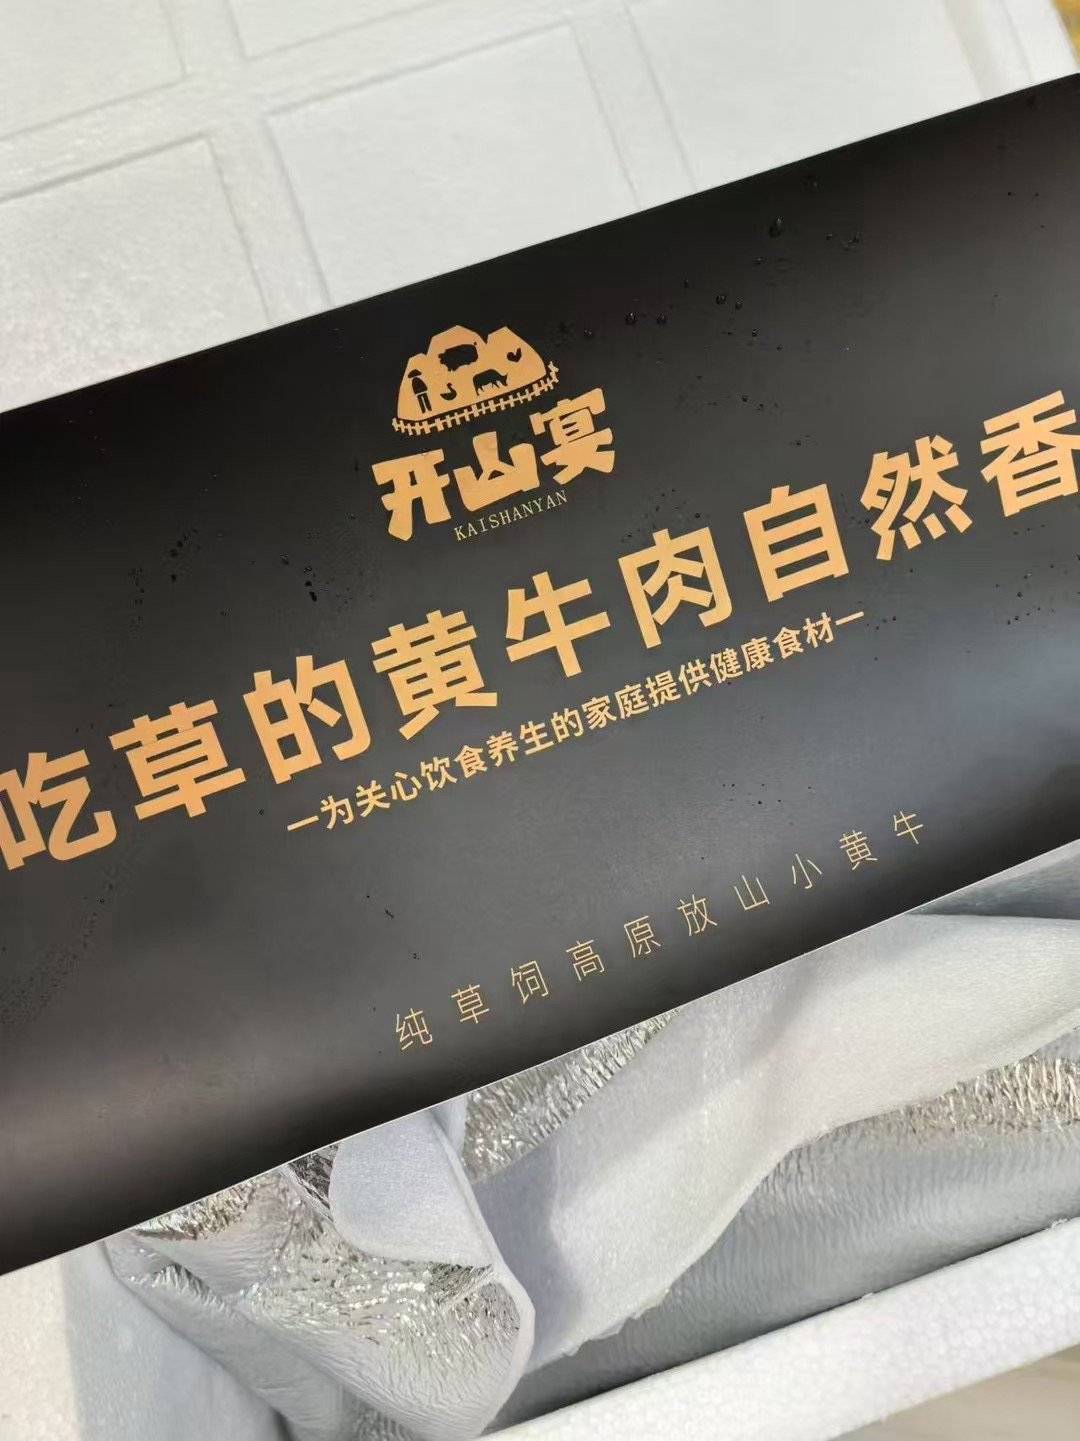 开山宴
KAISHANYAN
吃草的黄牛肉自然香
一为关心饮食养生的家庭提供健康食材一
纯草饲高原放山小黄牛